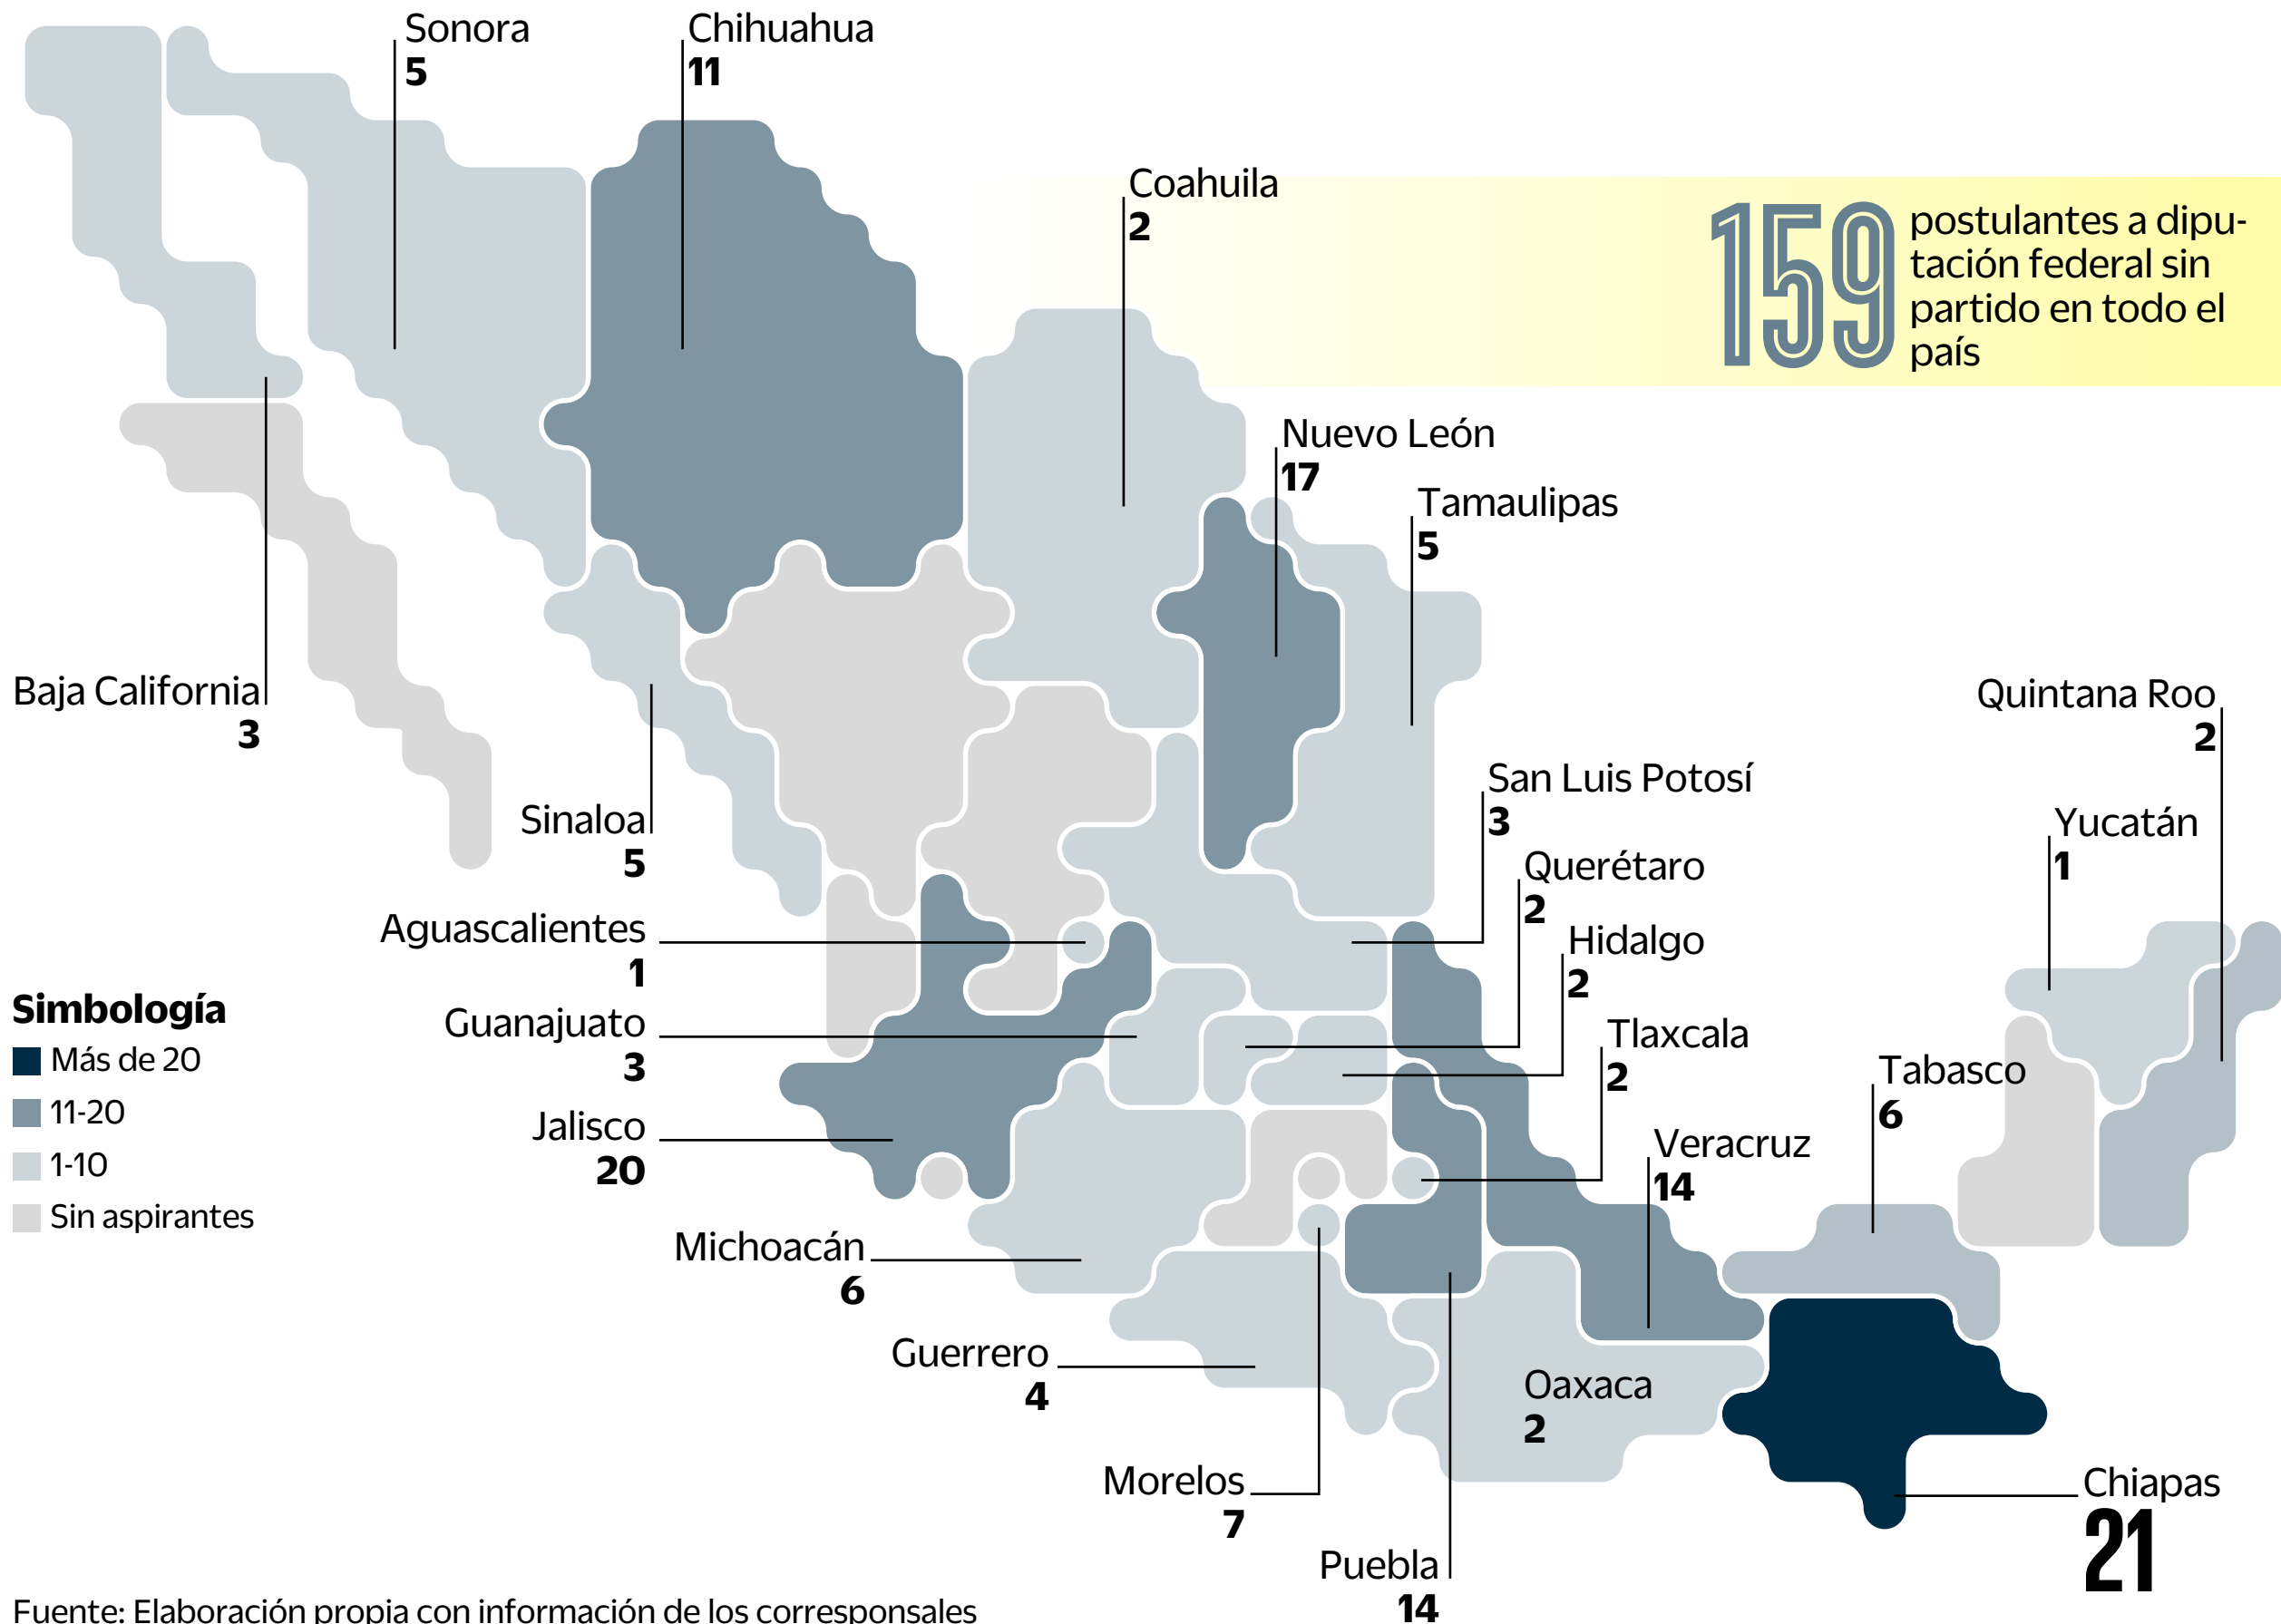 Sonora
5
Chihuahua
11
Coahuila
2
159
postulantes a dipu-
tación federal sin
partido en todo el
país
Nuevo León
17
Tamaulipas
5
Baja California
3
Quintana Roo
2
San Luis Potosí
3
Sinaloa
5
Yucatán
1
Querétaro
2
Aguascalientes
1
Hidalgo
2
Simbología
Más de 20
11-20
1-10
Sin aspirantes
Guanajuato
3
Tlaxcala
2
Tabasco
6
Jalisco
20
Veracruz
14
Michoacán
6
Guerrero
4
Oaxaca
2
Morelos
7
Chiapas
21
Puebla
14
Fuente: Elaboración propia con información de los corresponsales